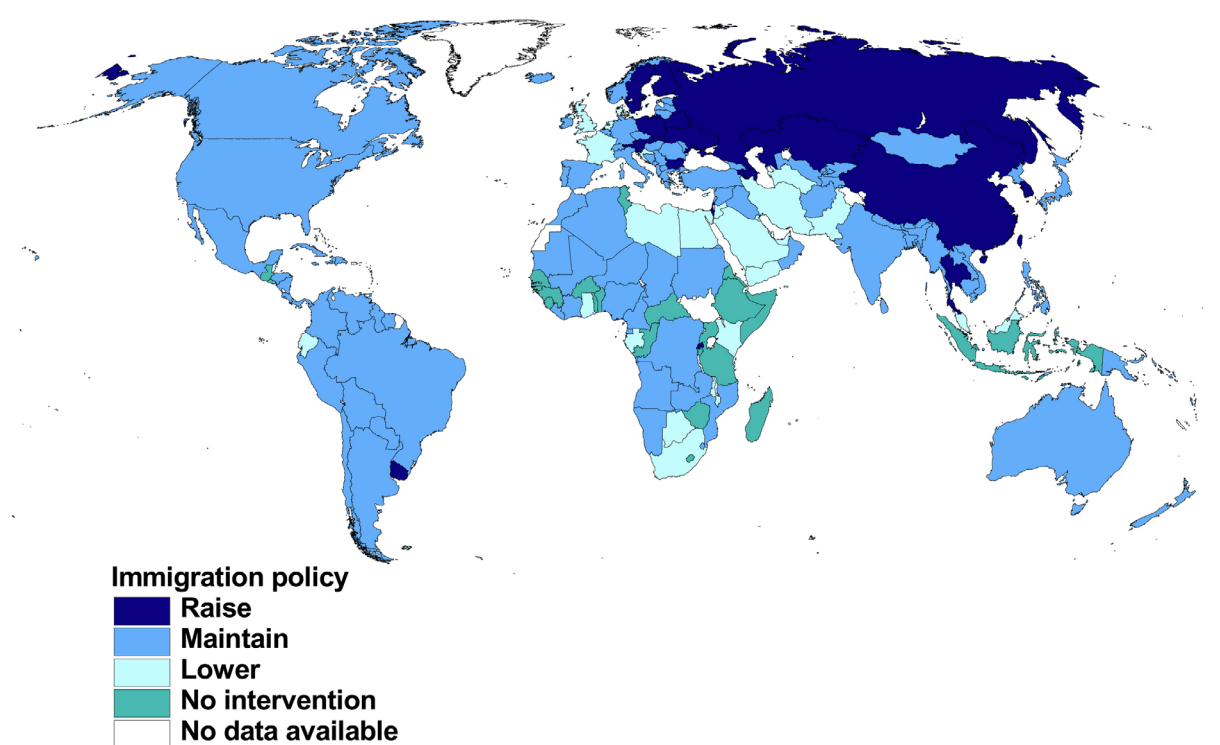 Immigration policy
Raise
Maintain
Lower
No intervention
No data available